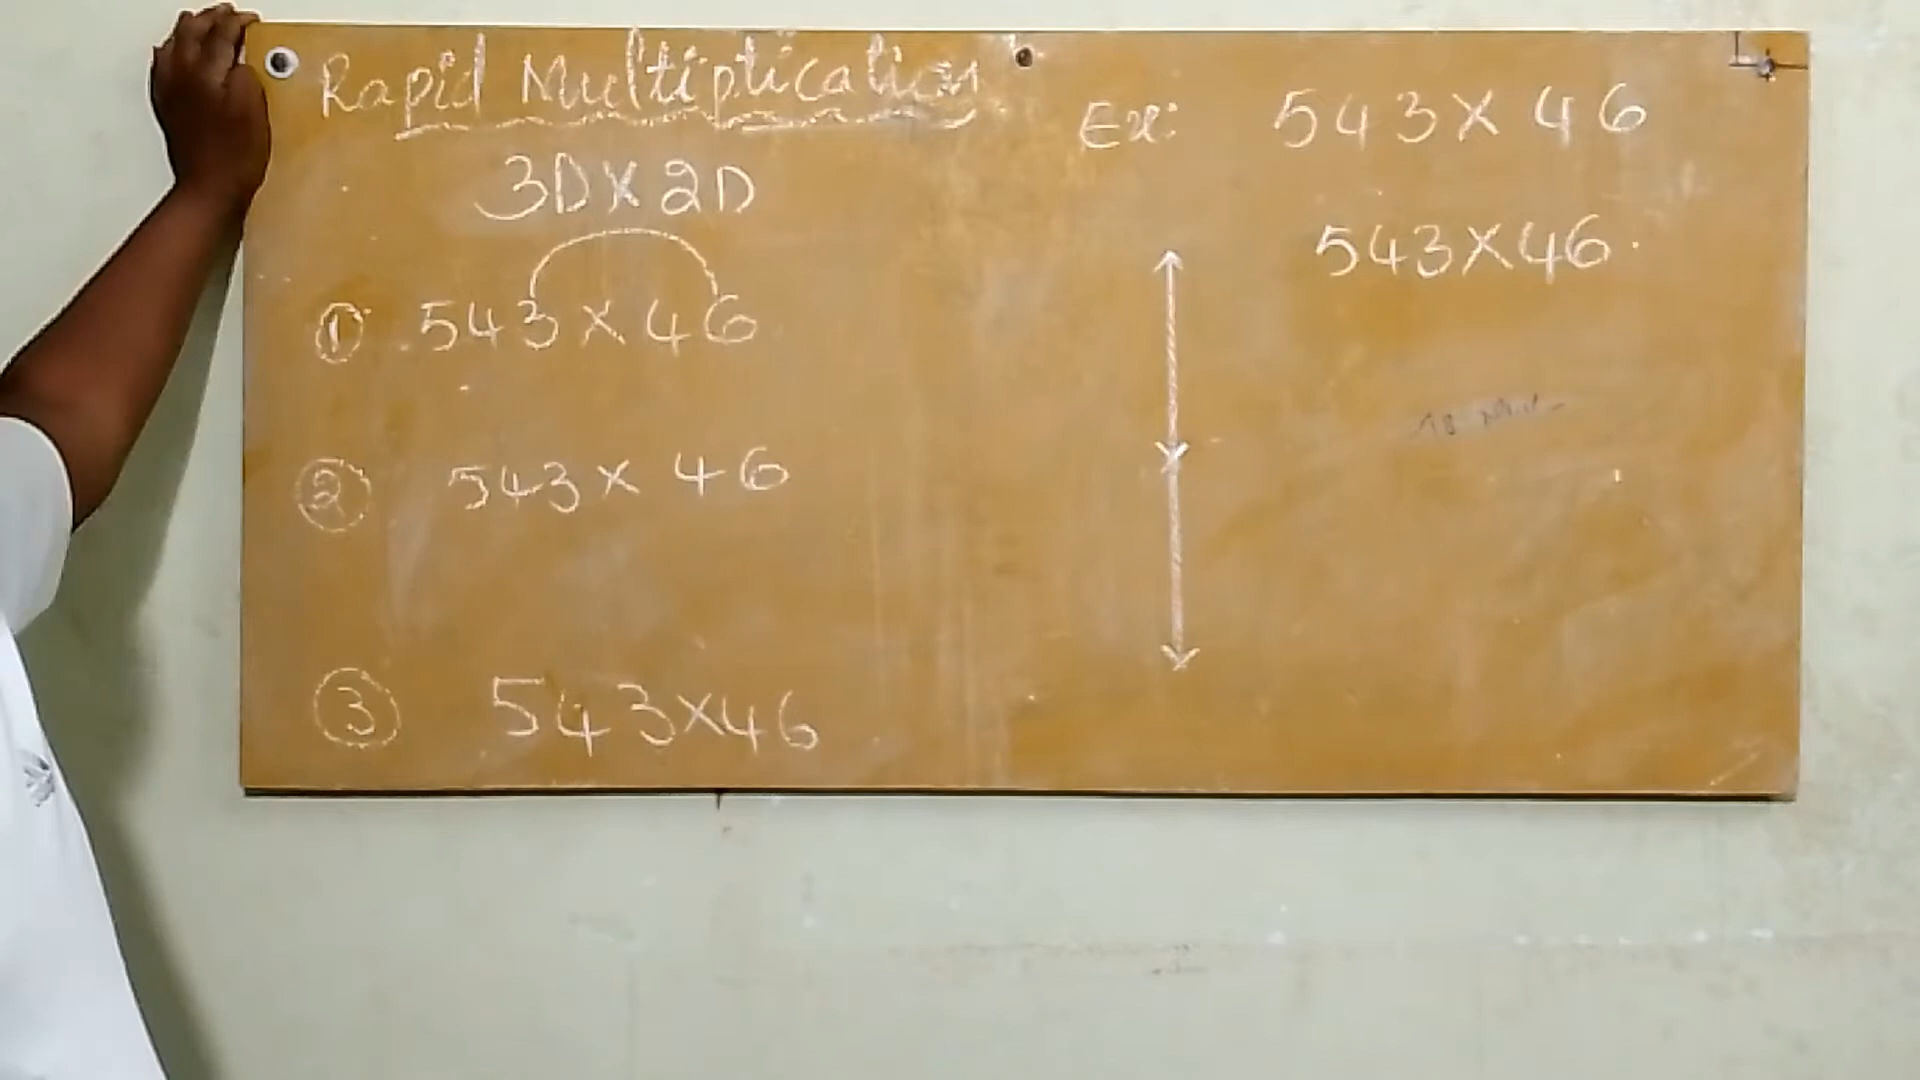 Rapid Multiplication
3D X 2D
① 543 X 46
② 543 X 46
③ 543 X 46
Ex: 543 X 46
543 X 46